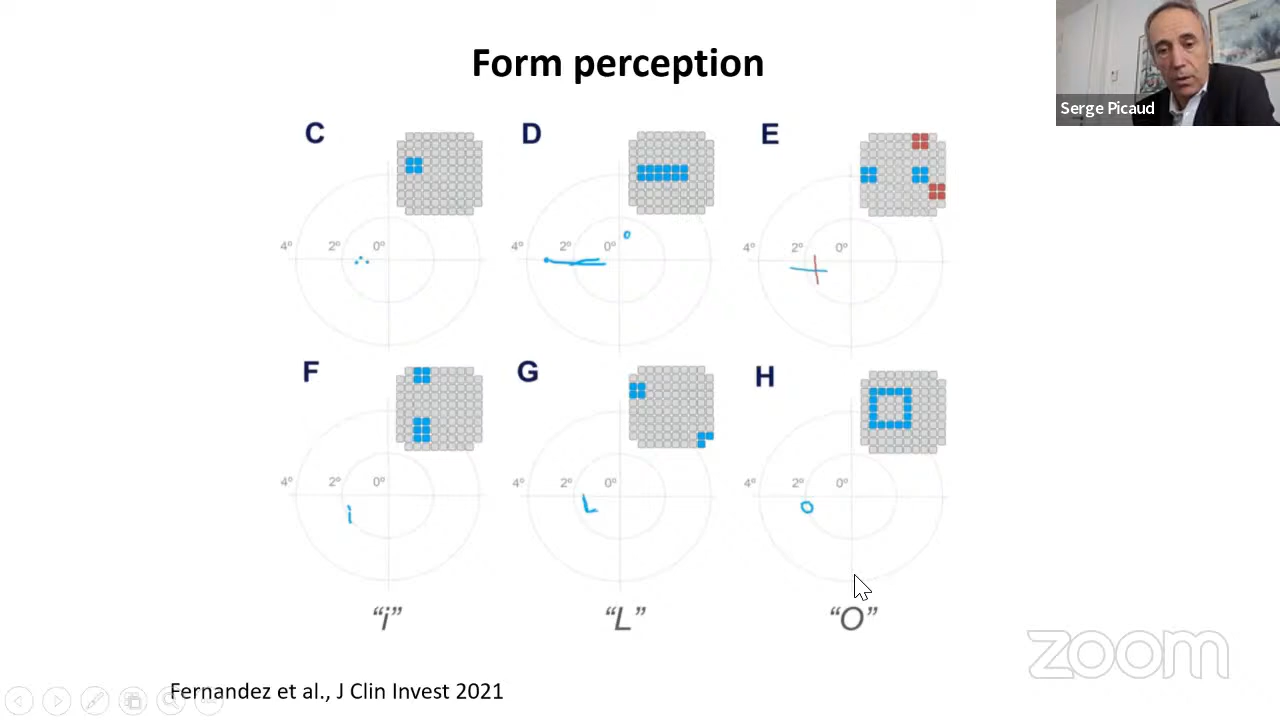 Form perception
Serge Picaud
C
D
E
4° 2° 0°
4° 2° 0°
4° 2° 0°
F
G
H
4° 2° 0°
4° 2° 0°
4° 2° 0°
i
L
O
“i”
“L”
“O”
zoom
Fernandez et al., J Clin Invest 2021